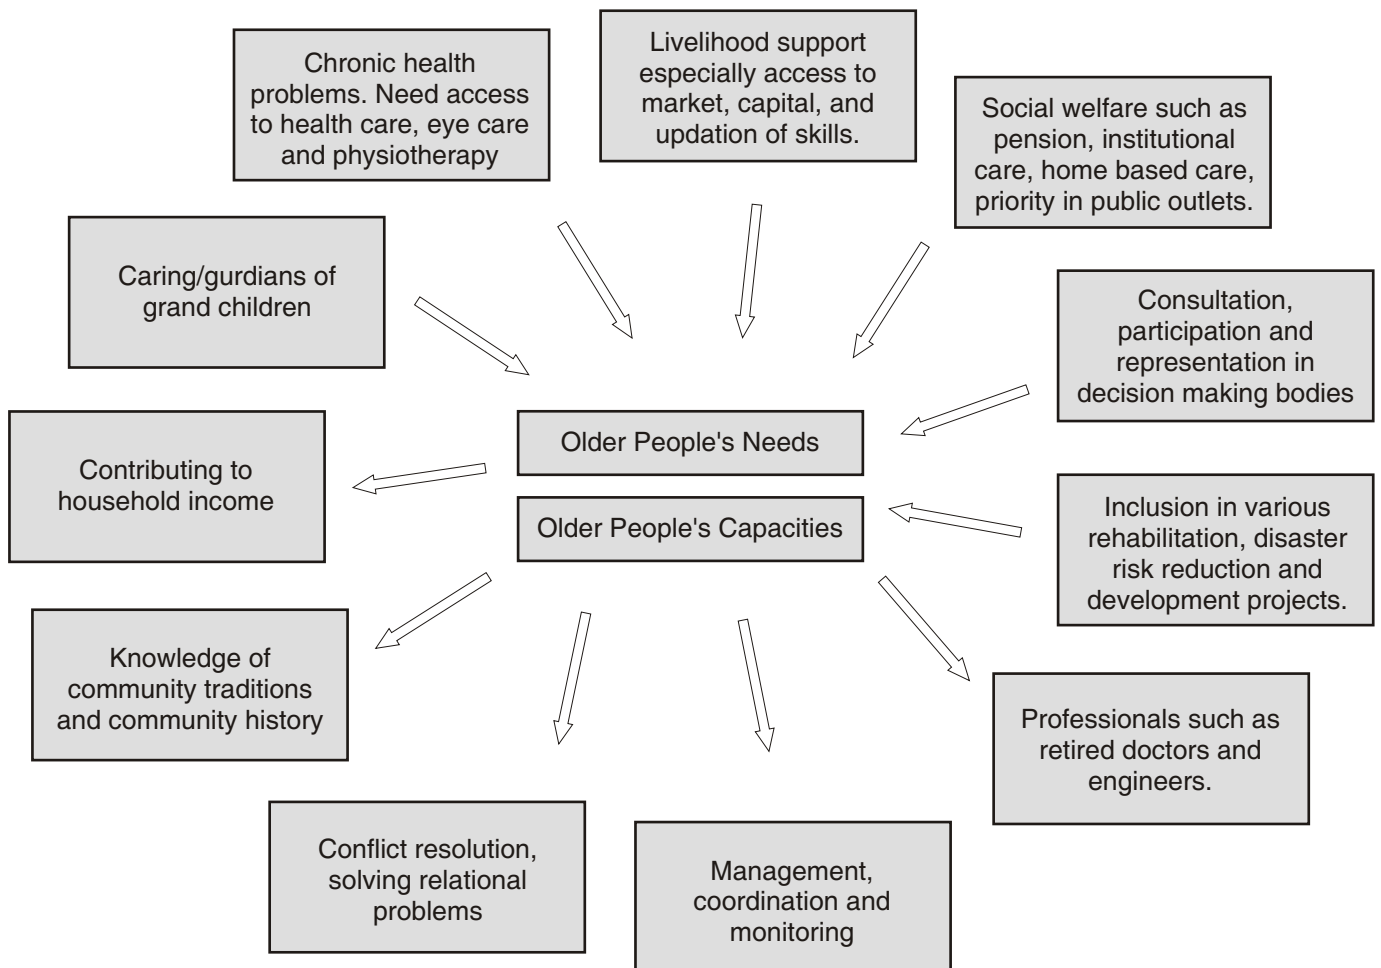 Livelihood support
especially access to
market, capital, and
updation of skills.
Chronic health
problems. Need access
to health care, eye care
and physiotherapy
Social welfare such as
pension, institutional
care, home based care,
priority in public outlets.
Caring/gurdians of
grand children
Consultation,
participation and
representation in
decision making bodies
Older People's Needs
Contributing to
household income
Older People's Capacities
Inclusion in various
rehabilitation, disaster
risk reduction and
development projects.
Knowledge of
community traditions
and community history
Professionals such as
retired doctors and
engineers.
Conflict resolution,
solving relational
problems
Management,
coordination and
monitoring